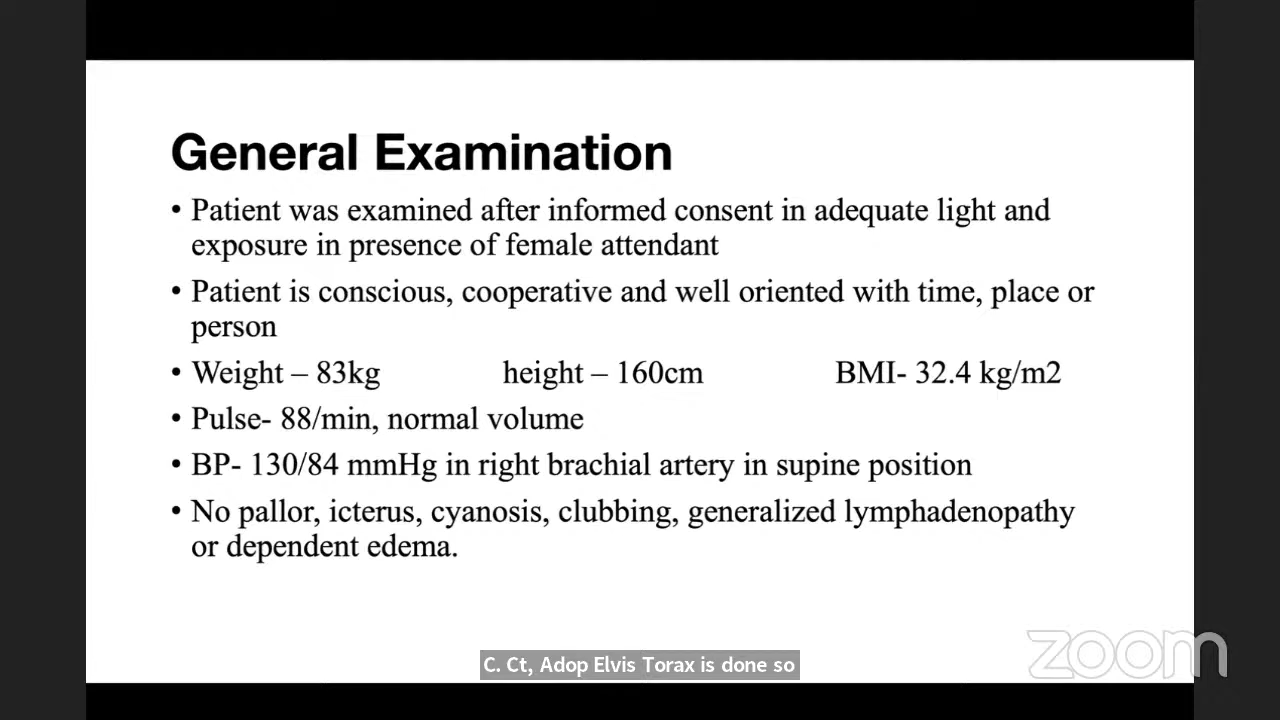 General Examination
• Patient was examined after informed consent in adequate light and
exposure in presence of female attendant
• Patient is conscious, cooperative and well oriented with time, place or
person
• Weight – 83kg height – 160cm BMI- 32.4 kg/m2
• Pulse- 88/min, normal volume
• BP- 130/84 mmHg in right brachial artery in supine position
• No pallor, icterus, cyanosis, clubbing, generalized lymphadenopathy
or dependent edema.
zoom
C. Ct, Adop Elvis Torax is done so